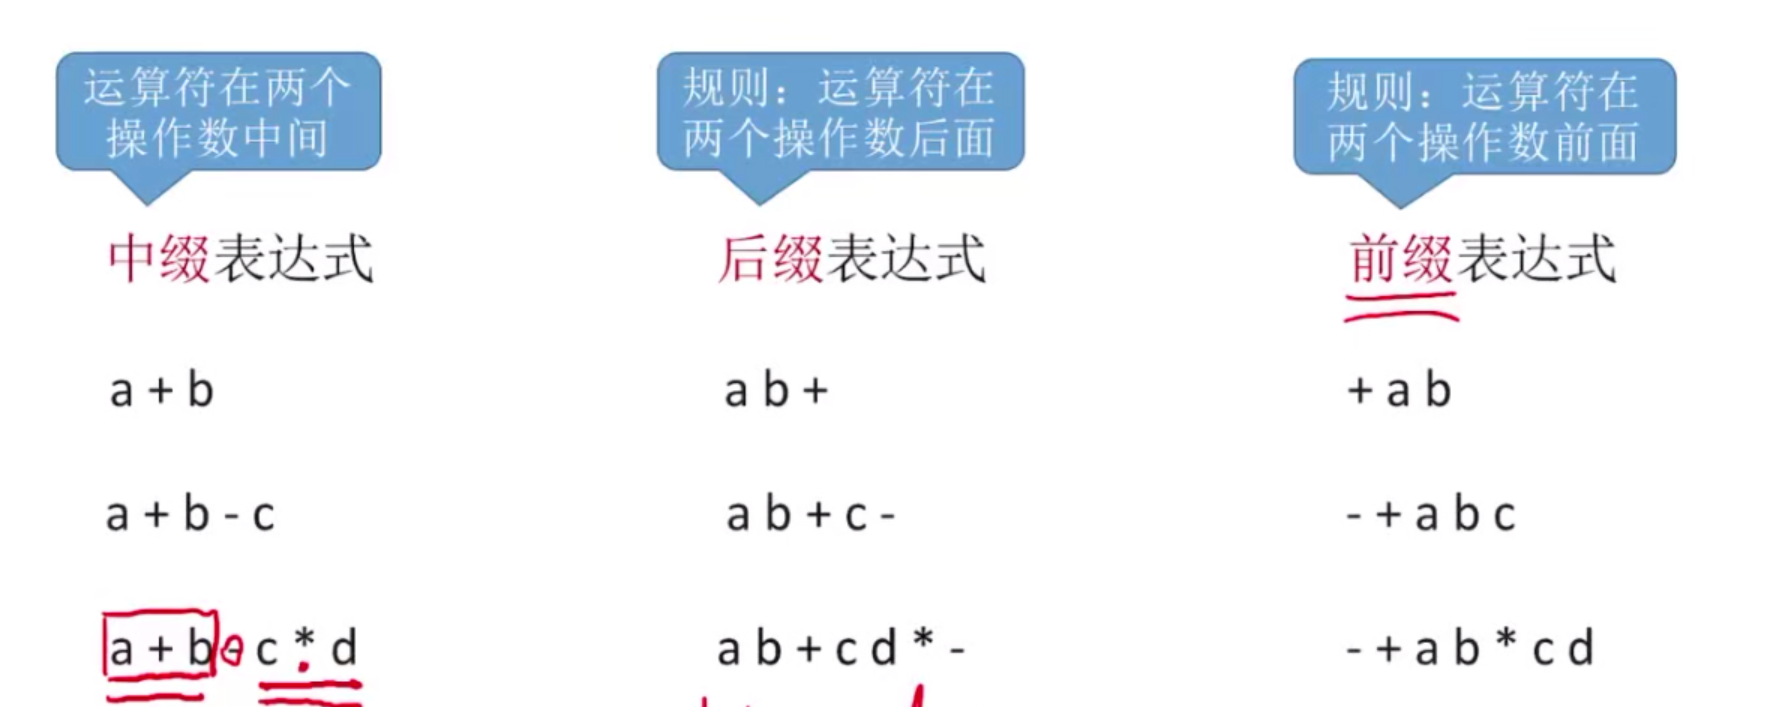 运算符在两个
操作数中间
规则：运算符在
两个操作数后面
规则：运算符在
两个操作数前面
中缀表达式
后缀表达式
前缀表达式
a + b
a b +
+ a b
a + b - c
a b + c -
- + a b c
a + b - c * d
a b + c d * -
- + a b * c d